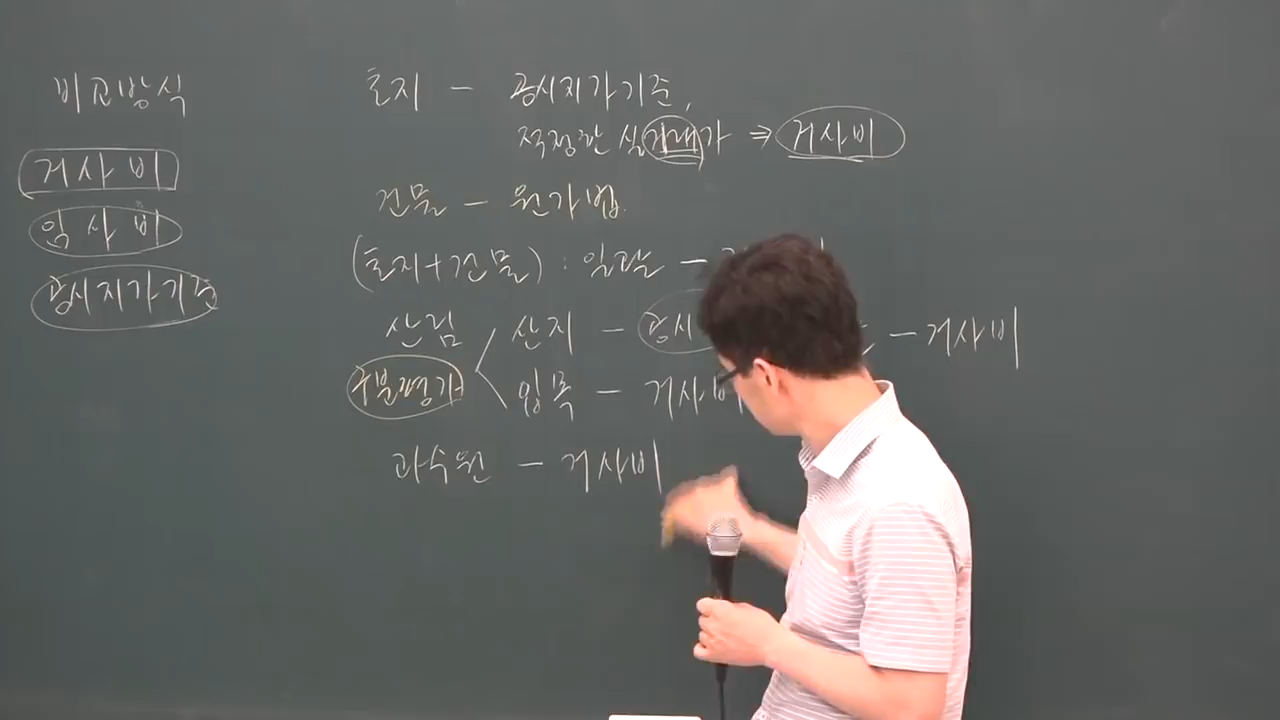 비교방식
거사비
임사비
공시지가기준
토지 - 공시지가기준,
적정한 실거래가 ⇒ 거사비
건물 - 원가법.
(토지+건물) : 일괄 -
산림
구분평가
산지 - 공시 - 거사비
입목 - 거사비
과수원 - 거사비